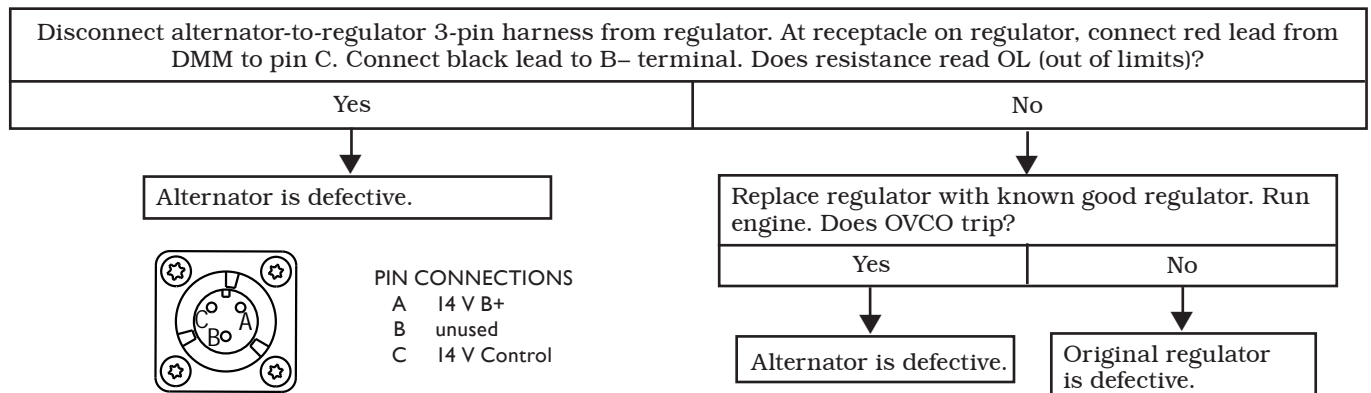 Disconnect alternator-to-regulator 3-pin harness from regulator. At receptacle on regulator, connect red lead from
DMM to pin C. Connect black lead to B– terminal. Does resistance read OL (out of limits)?
Yes
No
Alternator is defective.
Replace regulator with known good regulator. Run
engine. Does OVCO trip?
Yes
No
Alternator is defective.
Original regulator
is defective.
C
A
B
PIN CONNECTIONS
A 14 V B+
B unused
C 14 V Control